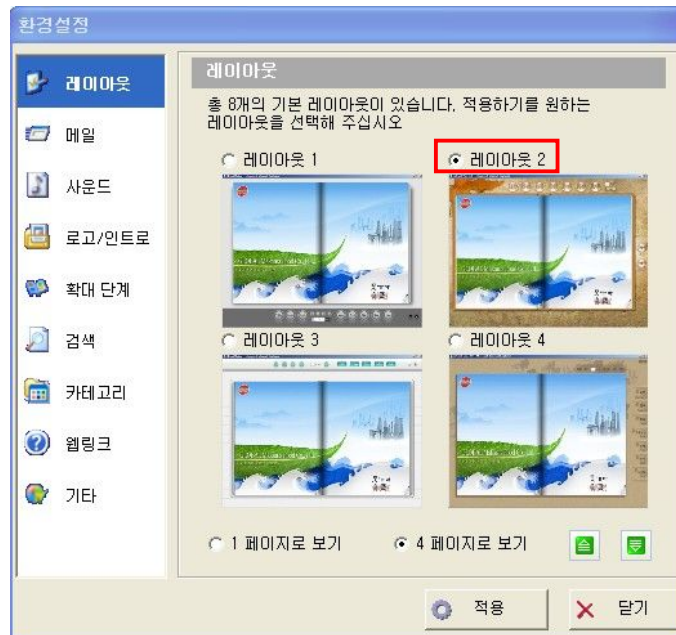 환경설정
레이아웃
메일
사운드
로고/인트로
확대 단계
검색
카테고리
웹링크
기타
레이아웃
총 8개의 기본 레이아웃이 있습니다. 적용하기를 원하는
레이아웃을 선택해 주십시오
레이아웃 1
레이아웃 2
레이아웃 3
레이아웃 4
1 페이지로 보기
4 페이지로 보기
적용
닫기